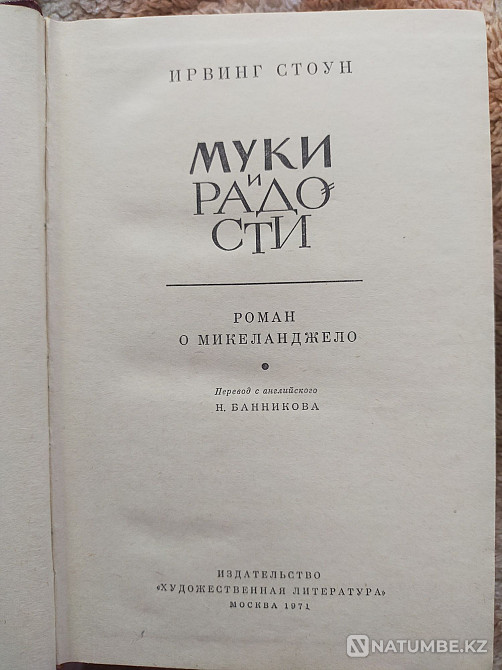 ИРВИНГ СТОУН
МУКИ
И
РАДО
СТИ
РОМАН
О МИКЕЛАНДЖЕЛО
Перевод с английского
Н. БАННИКОВА
ИЗДАТЕЛЬСТВО
«ХУДОЖЕСТВЕННАЯ ЛИТЕРАТУРА»
МОСКВА 1971
NATUMBE.KZ